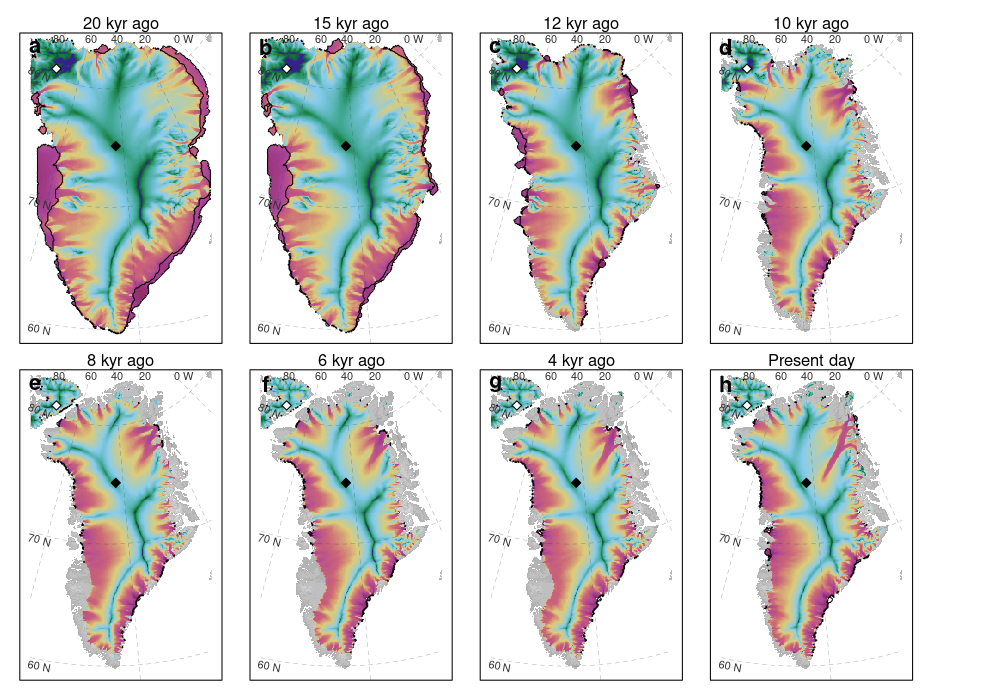 20 kyr ago
15 kyr ago
12 kyr ago
10 kyr ago
a 80 60 40 20 0 W
b 80 60 40 20 0 W
c 80 60 40 20 0 W
d 80 60 40 20 0 W
80 N
80 N
80 N
80 N
70 N
70 N
70 N
70 N
60 N
60 N
60 N
60 N
8 kyr ago
6 kyr ago
4 kyr ago
Present day
e 80 60 40 20 0 W
f 80 60 40 20 0 W
g 80 60 40 20 0 W
h 80 60 40 20 0 W
80 N
80 N
80 N
80 N
70 N
70 N
70 N
70 N
60 N
60 N
60 N
60 N